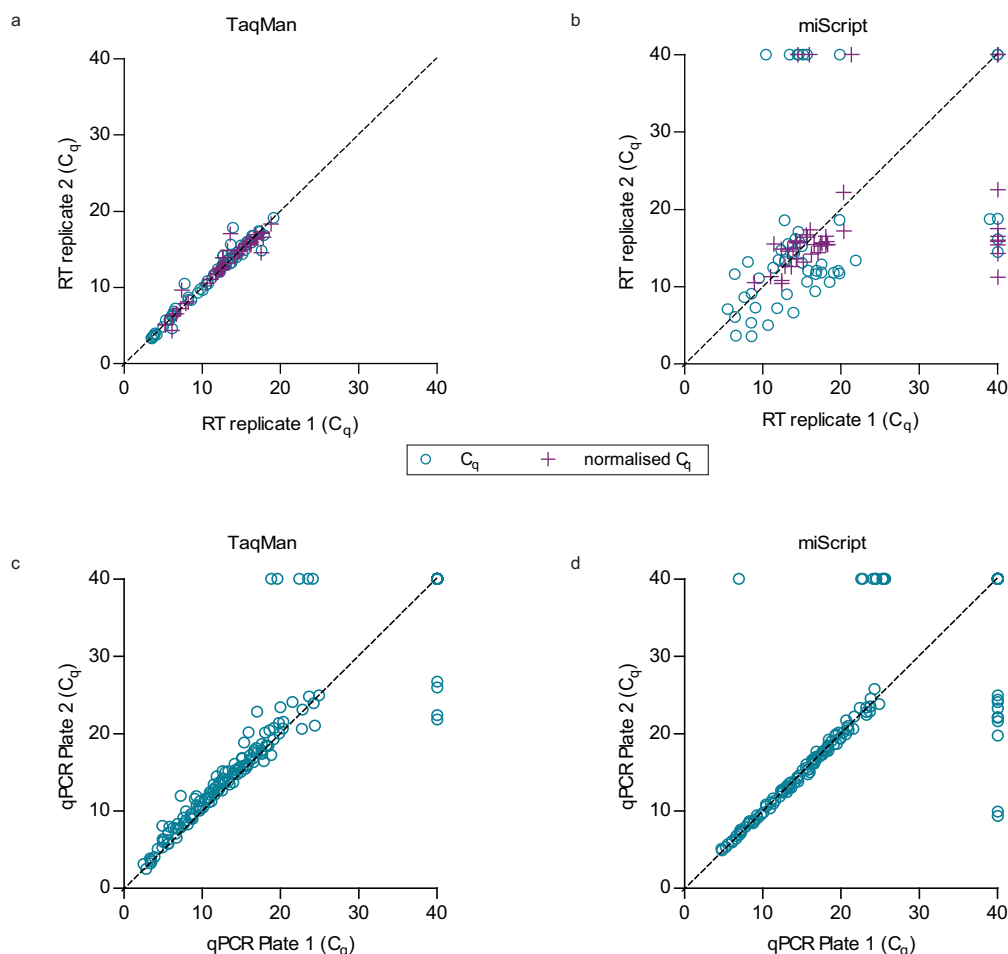 a
TaqMan
40
30
20
10
0
RT replicate 2 (Cq)
0 10 20 30 40
RT replicate 1 (Cq)
b
miScript
40
30
20
10
0
RT replicate 2 (Cq)
0 10 20 30 40
RT replicate 1 (Cq)
Cq normalised Cq
c
TaqMan
40
30
20
10
0
qPCR Plate 2 (Cq)
0 10 20 30 40
qPCR Plate 1 (Cq)
d
miScript
40
30
20
10
0
qPCR Plate 2 (Cq)
0 10 20 30 40
qPCR Plate 1 (Cq)